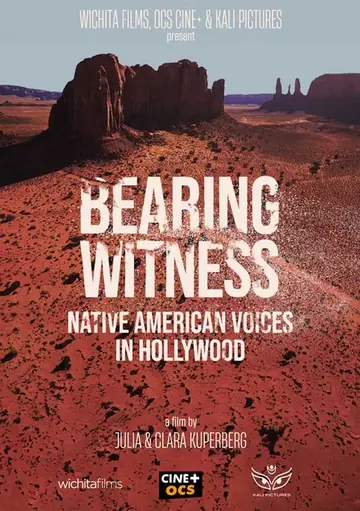 WICHITA FILMS, OCS CINE+ & KALI PICTURES
present
BEARING
WITNESS
NATIVE AMERICAN VOICES
IN HOLLYWOOD
a film by
JULIA & CLARA KUPERBERG
wichitafilms
CINE+
OCS
KALI PICTURES